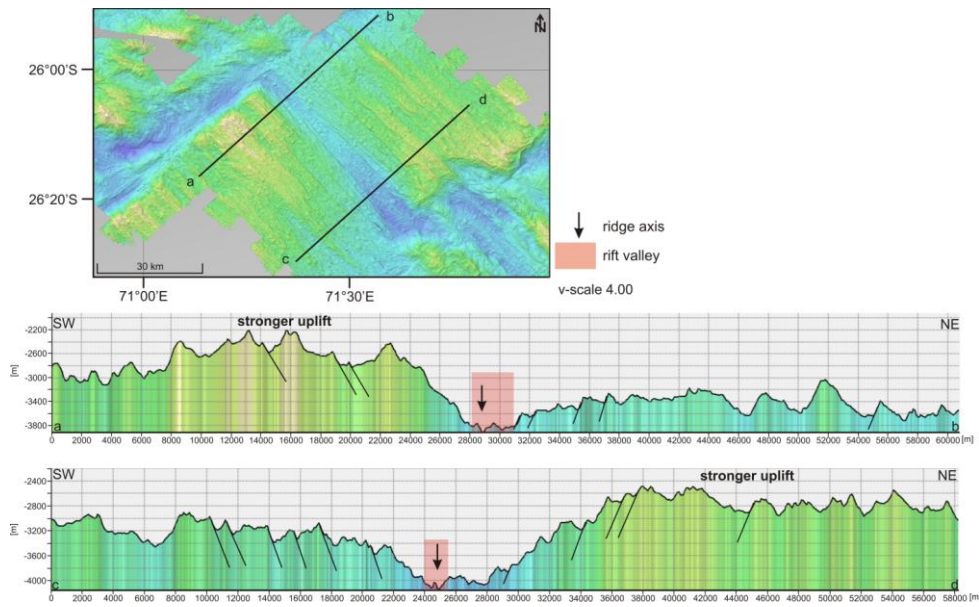 b
N
26°00'S
d
a
26°20'S
c
30 km
71°00'E
71°30'E
ridge axis
rift valley
v-scale 4.00
SW
stronger uplift
NE
-2200
-2600
[m]
-3000
-3400
-3800
a
b
0 2000 4000 6000 8000 10000 12000 14000 16000 18000 20000 22000 24000 26000 28000 30000 32000 34000 36000 38000 40000 42000 44000 46000 48000 50000 52000 54000 56000 58000 60000 [m]
SW
stronger uplift
NE
-2400
-2800
[m]
-3200
-3600
-4000
c
d
0 2000 4000 6000 8000 10000 12000 14000 16000 18000 20000 22000 24000 26000 28000 30000 32000 34000 36000 38000 40000 42000 44000 46000 48000 50000 52000 54000 56000 58000 [m]